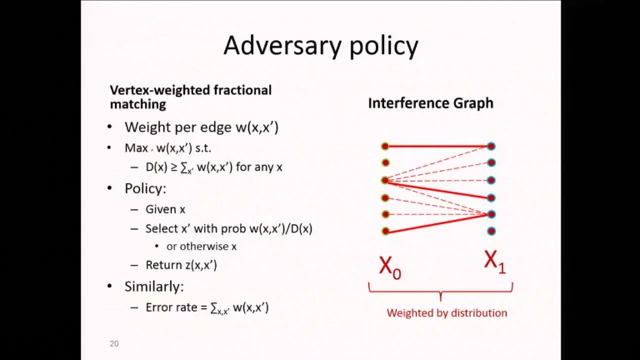 Adversary policy
Vertex-weighted fractional
matching
• Weight per edge w(x,x’)
• Max w(x,x’) s.t.
– D(x) ≥ ∑x’ w(x,x’) for any x
• Policy:
– Given x
– Select x’ with prob w(x,x’)/D(x)
• or otherwise x
– Return z(x,x’)
• Similarly:
– Error rate = ∑x,x’ w(x,x’)
Interference Graph
X0 X1
Weighted by distribution
20